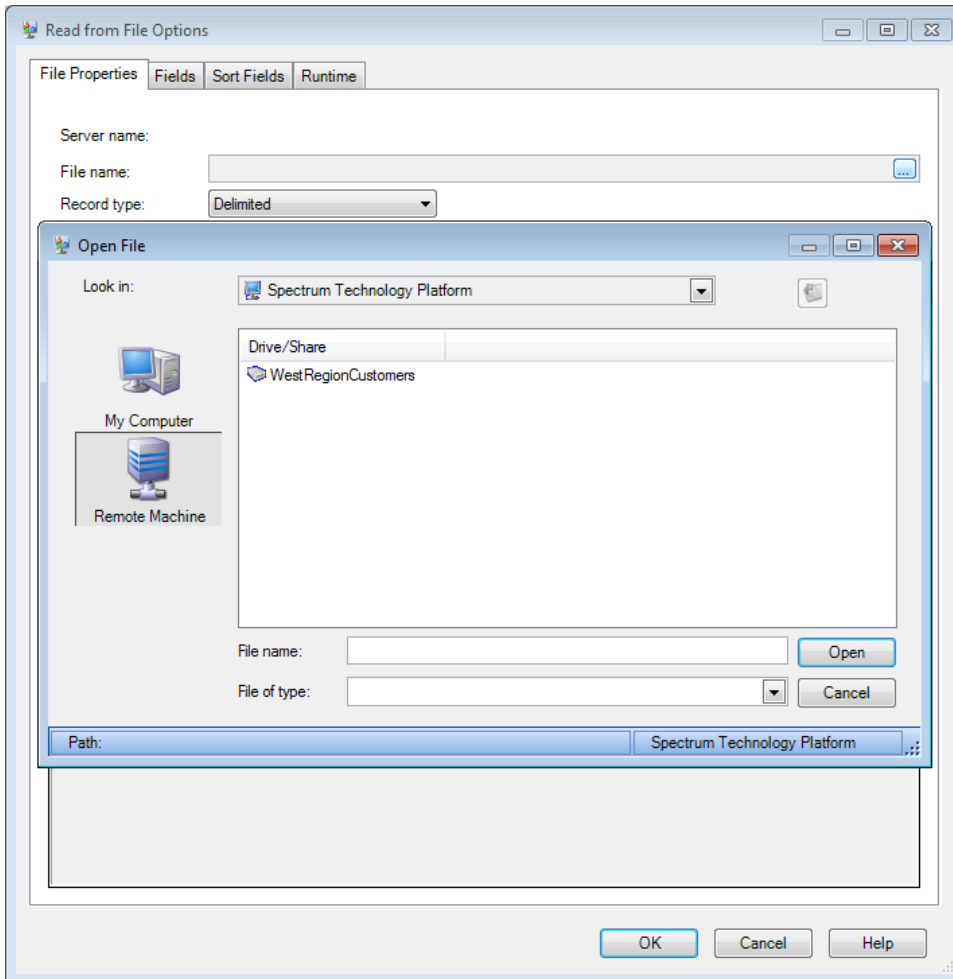 Read from File Options
File Properties Fields Sort Fields Runtime
Server name:
File name: ...
Record type: Delimited
Open File
Look in: Spectrum Technology Platform
Drive/Share
WestRegionCustomers
My Computer
Remote Machine
File name: Open
File of type: Cancel
Path: Spectrum Technology Platform
OK Cancel Help